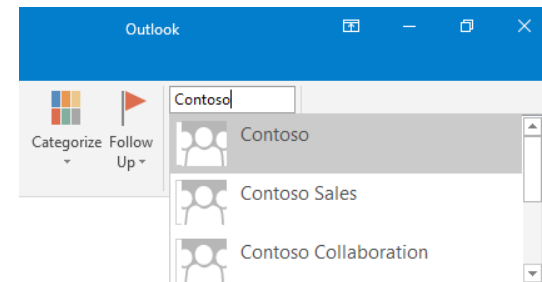 Outlook
Contoso
Categorize Follow
Up
Contoso
Contoso Sales
Contoso Collaboration